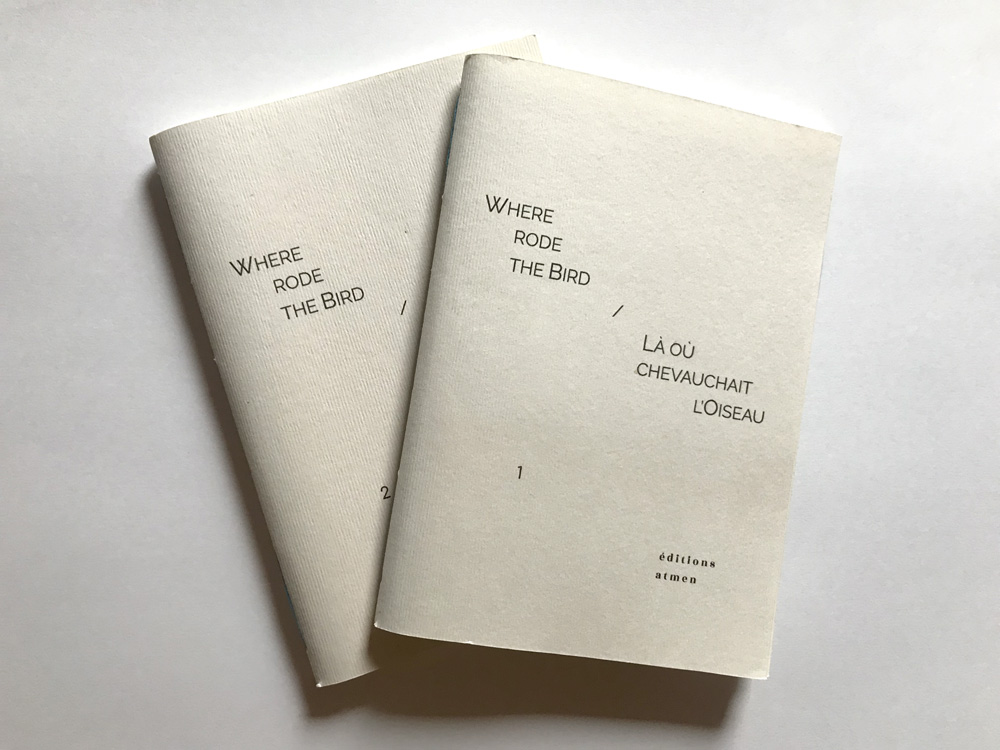 WHERE
RODE
THE BIRD
/
2
WHERE
RODE
THE BIRD
/
LÀ OÙ
CHEVAUCHAIT
L'OISEAU
1
éditions
atmen